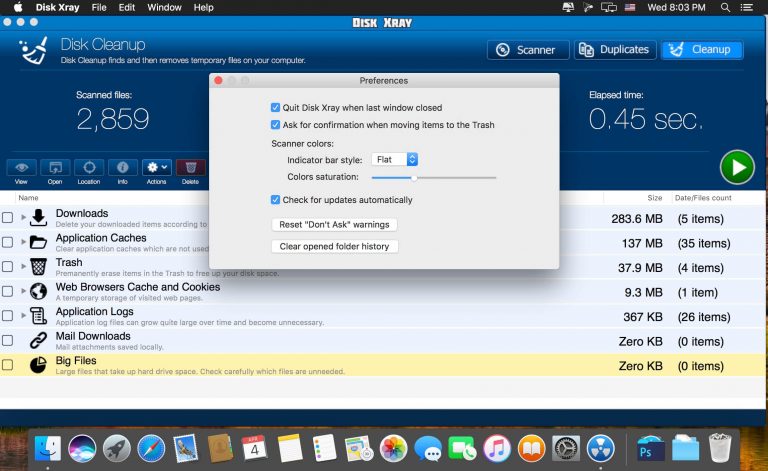 Disk Xray File Edit Window Help Wed 8:03 PM
Disk Xray
Disk Cleanup
Disk Cleanup finds and then removes temporary files on your computer.
Scanner Duplicates Cleanup
Scanned files:
2,859
Elapsed time:
0.45 sec.
Preferences
Quit Disk Xray when last window closed
Ask for confirmation when moving items to the Trash
Scanner colors:
Indicator bar style: Flat
Colors saturation:
Check for updates automatically
Reset "Don't Ask" warnings
Clear opened folder history
View Open Location Info Actions Delete
Name Size Date/Files count
Downloads 283.6 MB (5 items)
Delete your downloaded items according to
Application Caches 137 MB (35 items)
Clear application caches which are not used
Trash 37.9 MB (4 items)
Premanently erase items in the Trash to free up your disk space.
Web Browsers Cache and Cookies 9.3 MB (1 item)
A temporary storage of visited web pages.
Application Logs 367 KB (26 items)
Application log files can grow quite large over time and become unnecessary.
Mail Downloads Zero KB (0 items)
Mail attachments saved locally.
Big Files Zero KB (0 items)
Large files that take up hard drive space. Check carefully which files are unneeded.
APR
4
Ps